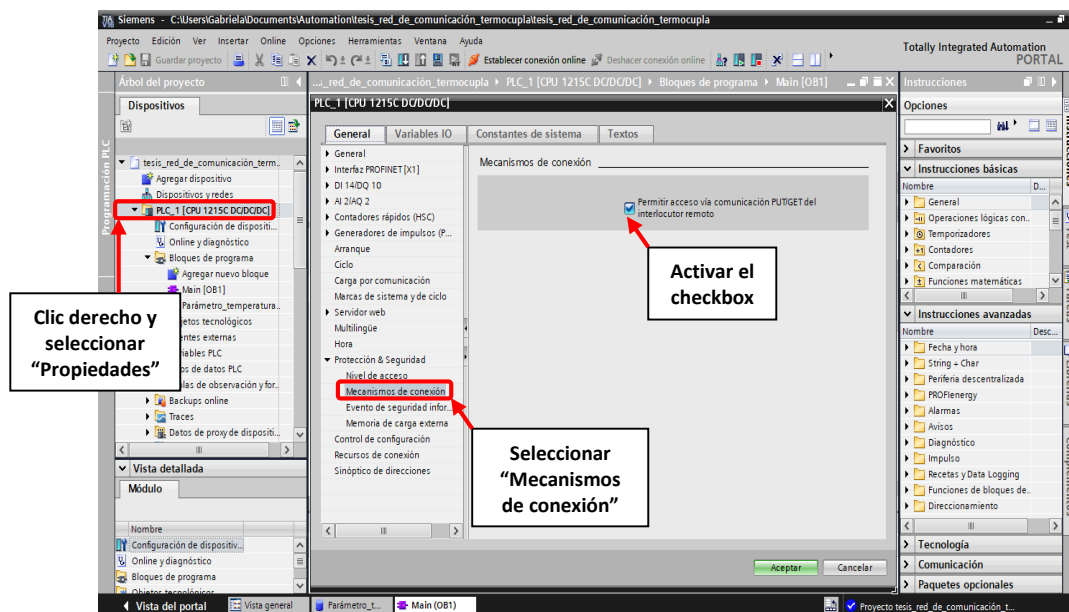 Siemens - C:\Users\Gabriela\Documents\Automation\tesis_red_de_comunicación_termocupla\tesis_red_de_comunicación_termocupla
Proyecto Edición Ver Insertar Online Opciones Herramientas Ventana Ayuda
Totally Integrated Automation
PORTAL
Guardar proyecto
Establecer conexión online
Deshacer conexión online
Árbol del proyecto
..._red_de_comunicación_termocupla
PLC_1 [CPU 1215C DC/DC/DC]
Bloques de programa
Main [OB1]
Instrucciones
Dispositivos
Programación PLC
tesis_red_de_comunicación_term..
Agregar dispositivo
Dispositivos y redes
PLC_1 [CPU 1215C DC/DC/DC]
Configuración de dispositi...
Online y diagnóstico
Bloques de programa
Agregar nuevo bloque
Main [OB1]
Parámetro_temperatura..
jetos tecnológicos
entes externas
riables PLC
os de datos PLC
las de observación y for..
Backups online
Traces
Datos de proxy de dispositi...
Clic derecho y
seleccionar
“Propiedades”
Vista detallada
Módulo
Nombre
Configuración de dispositiv...
Online y diagnóstico
Bloques de programa
Objetos tecnológicos
PLC_1 [CPU 1215C DC/DC/DC]
General
Variables IO
Constantes de sistema
Textos
General
Interfaz PROFINET [X1]
DI 14/DQ 10
AI 2/AQ 2
Contadores rápidos (HSC)
Generadores de impulsos (P...
Arranque
Ciclo
Carga por comunicación
Marcas de sistema y de ciclo
Servidor web
Multilingüe
Hora
Protección & Seguridad
Nivel de acceso
Mecanismos de conexión
Evento de seguridad infor...
Memoria de carga externa
Control de configuración
Recursos de conexión
Sinóptico de direcciones
Mecanismos de conexión
Permitir acceso vía comunicación PUT/GET del
interlocutor remoto
Activar el
checkbox
Seleccionar
“Mecanismos
de conexión”
Aceptar
Cancelar
Opciones
Favoritos
Instrucciones básicas
Nombre
D...
General
Operaciones lógicas con..
Temporizadores
Contadores
Comparación
Funciones matemáticas
Instrucciones avanzadas
Nombre
Desc...
Fecha y hora
String + Char
Periferia descentralizada
PROFIenergy
Alarmas
Avisos
Diagnóstico
Impulso
Recetas y Data Logging
Funciones de bloques de..
Direccionamiento
Tecnología
Comunicación
Paquetes opcionales
Vista del portal
Vista general
Parámetro_t...
Main (OB1)
Proyecto tesis_red_de_comunicación_t...